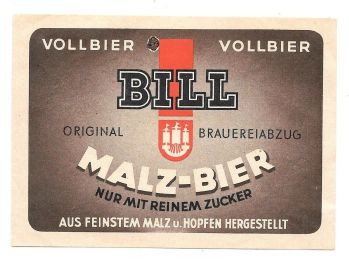 VOLLBIER VOLLBIER
BILL
ORIGINAL BRAUEREIABZUG
MALZ-BIER
NUR MIT REINEM ZUCKER
AUS FEINSTEM MALZ u. HOPFEN HERGESTELLT